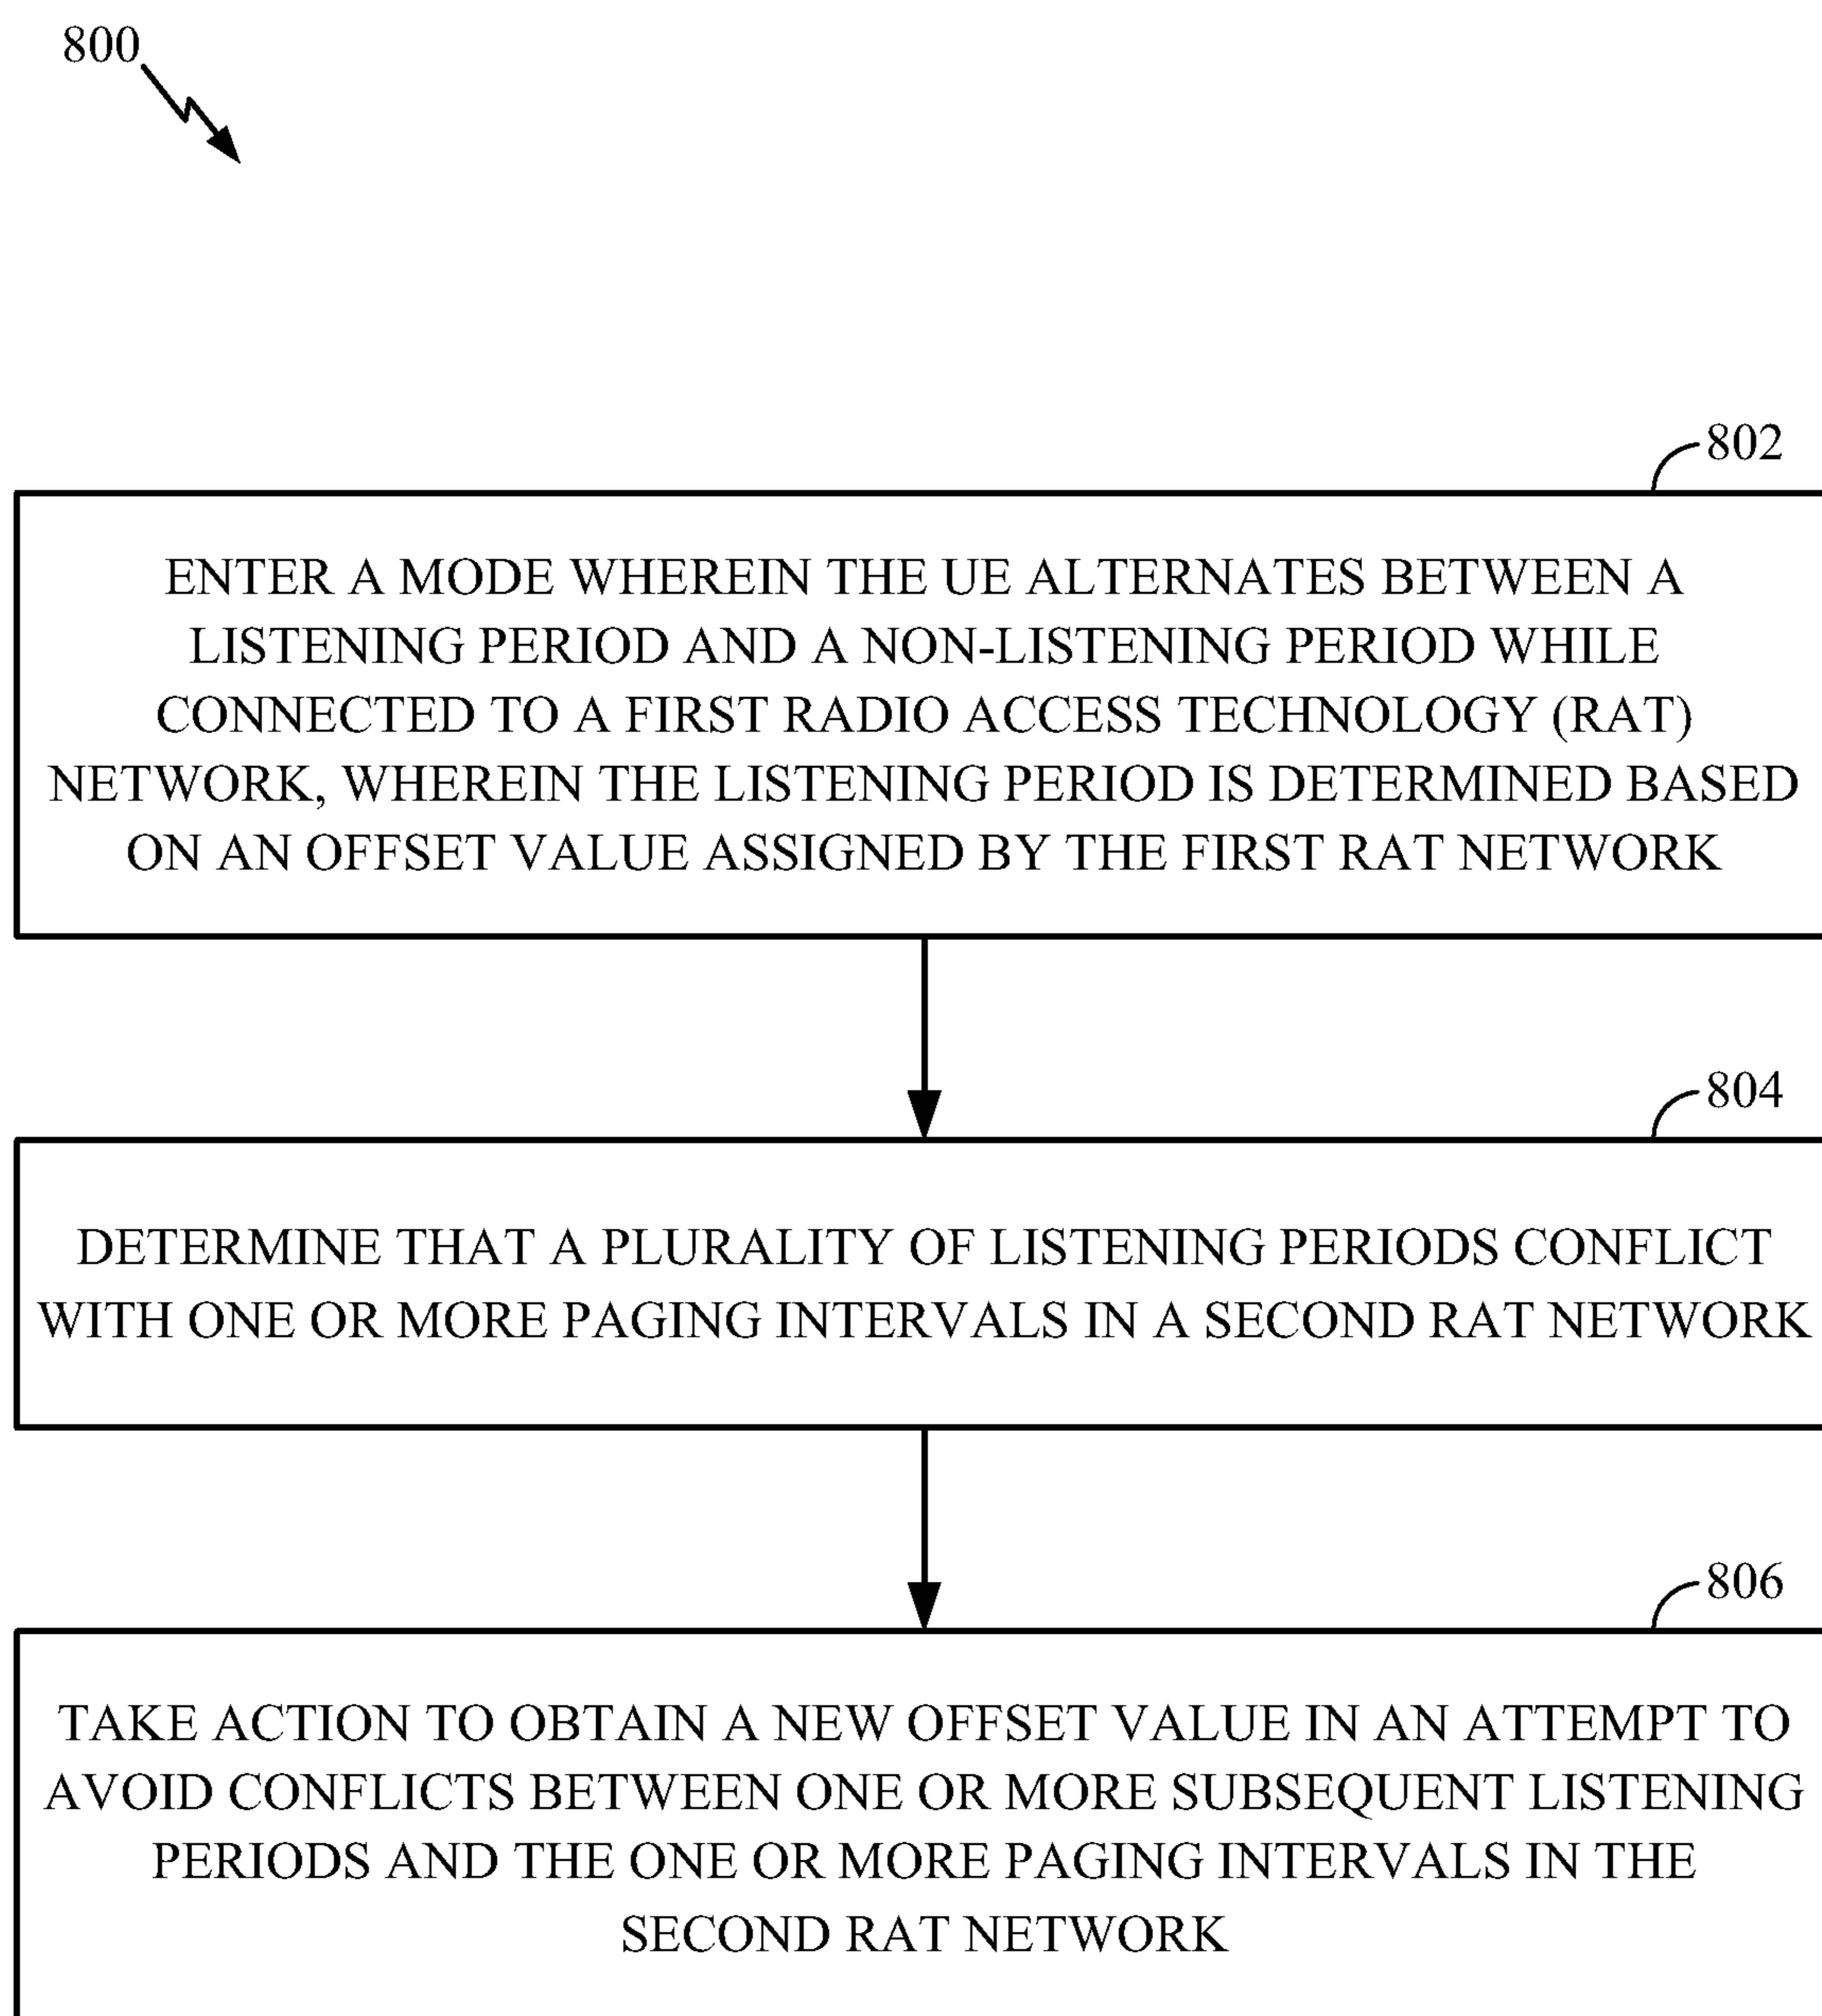 800
802
ENTER A MODE WHEREIN THE UE ALTERNATES BETWEEN A
LISTENING PERIOD AND A NON-LISTENING PERIOD WHILE
CONNECTED TO A FIRST RADIO ACCESS TECHNOLOGY (RAT)
NETWORK, WHEREIN THE LISTENING PERIOD IS DETERMINED BASED
ON AN OFFSET VALUE ASSIGNED BY THE FIRST RAT NETWORK
804
DETERMINE THAT A PLURALITY OF LISTENING PERIODS CONFLICT
WITH ONE OR MORE PAGING INTERVALS IN A SECOND RAT NETWORK
806
TAKE ACTION TO OBTAIN A NEW OFFSET VALUE IN AN ATTEMPT TO
AVOID CONFLICTS BETWEEN ONE OR MORE SUBSEQUENT LISTENING
PERIODS AND THE ONE OR MORE PAGING INTERVALS IN THE
SECOND RAT NETWORK